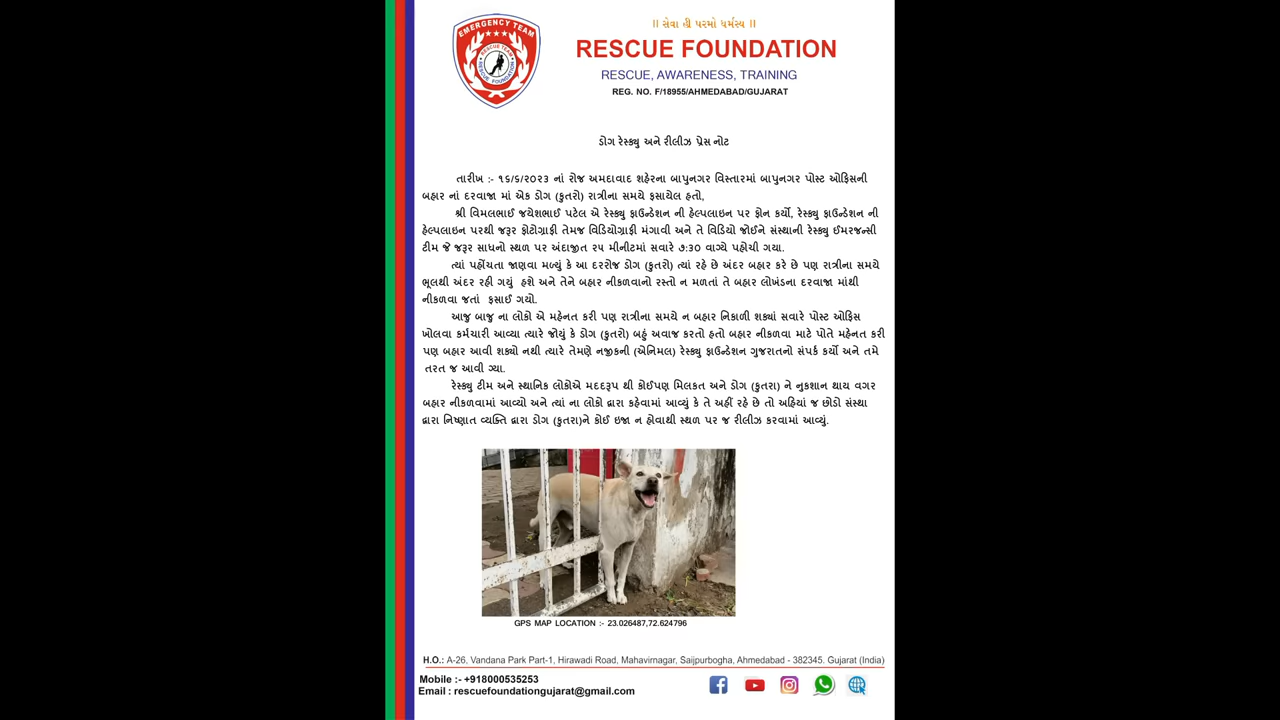 EMERGENCY TEAM
RESCUE TEAM
RESCUE FOUNDATION
|| સેવા હી પરમો ધર્મસ્ય ||
RESCUE FOUNDATION
RESCUE, AWARENESS, TRAINING
REG. NO. F/18955/AHMEDABAD/GUJARAT
ડોગ રેસ્ક્યુ અને રીલીઝ પ્રેસ નોટ
તારીખ :- ૧૬/૬/૨૦૨૩ નાં રોજ અમદાવાદ શહેરના બાપુનગર વિસ્તારમાં બાપુનગર પોસ્ટ ઓફિસની
બહાર નાં દરવાજા માં એક ડોગ (કુતરો) રાત્રીના સમયે ફસાયેલ હતો,
શ્રી વિમલભાઈ જયેશભાઈ પટેલ એ રેસ્ક્યુ ફાઉન્ડેશન ની હેલ્પલાઇન પર ફોન કર્યો, રેસ્ક્યુ ફાઉન્ડેશન ની
હેલ્પલાઇન પરથી જરૂર ફોટોગ્રાફી તેમજ વિડિયોગ્રાફી મંગાવી અને તે વિડિયો જોઈને સંસ્થાની રેસ્ક્યુ ઈમરજન્સી
ટીમ જે જરૂર સાધનો સ્થળ પર અંદાજીત ૨૫ મીનીટમાં સવારે ૭:30 વાગ્યે પહોચી ગયા.
ત્યાં પહોંચતા જાણવા મળ્યું કે આ દરરોજ ડોગ (કુતરો) ત્યાં રહે છે અંદર બહાર કરે છે પણ રાત્રીના સમયે
ભૂલથી અંદર રહી ગયું હશે અને તેને બહાર નીકળવાનો રસ્તો ન મળતાં તે બહાર લોખંડના દરવાજા માંથી
નીકળવા જતાં ફસાઈ ગયો.
આજુ બાજુ ના લોકો એ મહેનત કરી પણ રાત્રીના સમયે ન બહાર નિકાળી શક્યાં સવારે પોસ્ટ ઓફિસ
ખોલવા કર્મચારી આવ્યા ત્યારે જોયું કે ડોગ (કુતરો) બહું અવાજ કરતો હતો બહાર નીકળવા માટે પોતે મહેનત કરી
પણ બહાર આવી શક્યો નથી ત્યારે તેમણે નજીકની (એનિમલ) રેસ્ક્યુ ફાઉન્ડેશન ગુજરાતનો સંપર્ક કર્યો અને તમે
તરત જ આવી ગ્યા.
રેસ્ક્યુ ટીમ અને સ્થાનિક લોકોએ મદદરૂપ થી કોઈપણ મિલકત અને ડોગ (કુતરા) ને નુકશાન થાય વગર
બહાર નીકળવામાં આવ્યો અને ત્યાં ના લોકો દ્વારા કહેવામાં આવ્યું કે તે અહીં રહે છે તો અહિયાં જ છોડો સંસ્થા
દ્વારા નિષ્ણાત વ્યક્તિ દ્વારા ડોગ (કુતરા)ને કોઈ ઇજા ન હોવાથી સ્થળ પર જ રીલીઝ કરવામાં આવ્યું.
GPS MAP LOCATION :- 23.026487,72.624796
H.O.: A-26, Vandana Park Part-1, Hirawadi Road, Mahavirnagar, Saijpurbogha, Ahmedabad - 382345. Gujarat (India)
Mobile :- +918000535253
Email : rescuefoundationgujarat@gmail.com